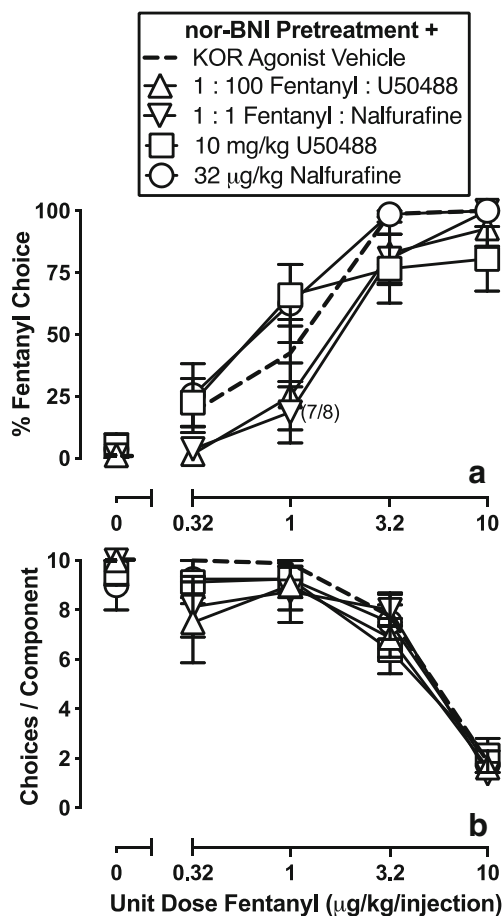 nor-BNI Pretreatment +
KOR Agonist Vehicle
1 : 100 Fentanyl : U50488
1 : 1 Fentanyl : Nalfurafine
10 mg/kg U50488
32 μg/kg Nalfurafine
% Fentanyl Choice
100
75
50
25
0
(7/8)
a
0 0.32 1 3.2 10
Choices / Component
10
8
6
4
2
0
b
0 0.32 1 3.2 10
Unit Dose Fentanyl (μg/kg/injection)